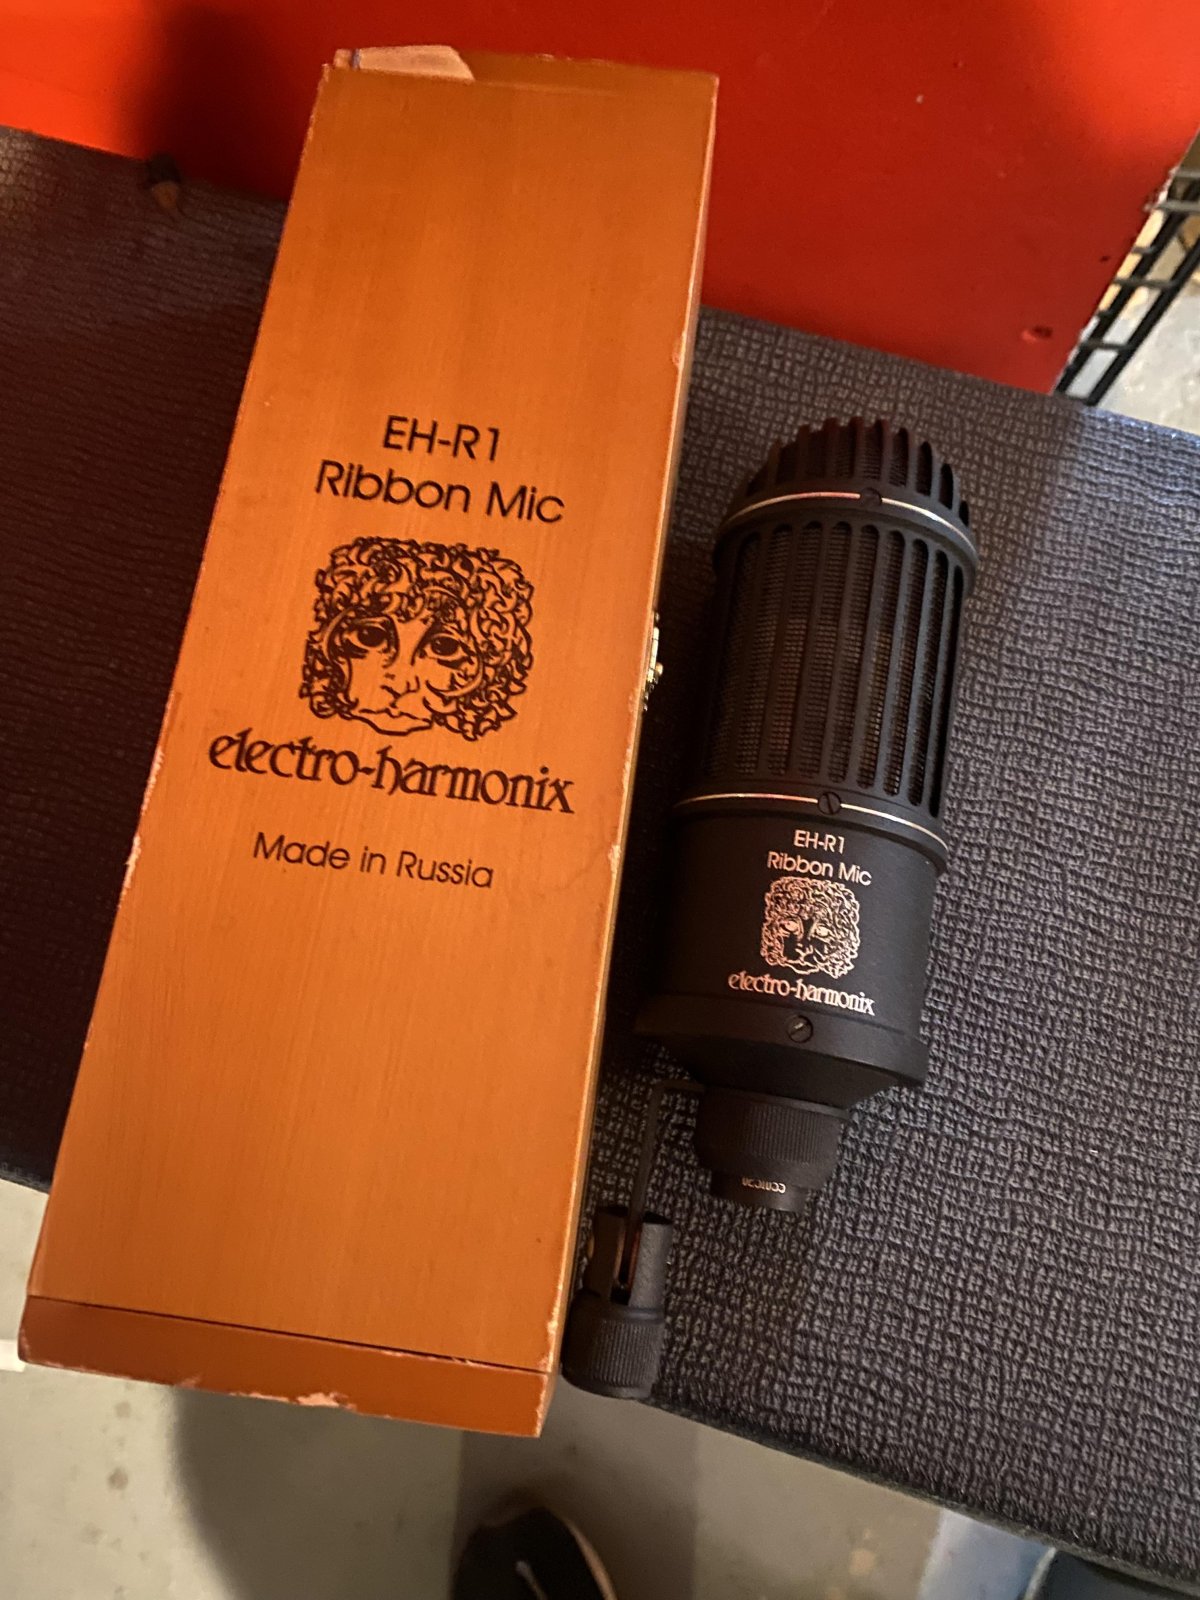 EH-R1
Ribbon Mic
electro-harmonix
Made in Russia
EH-R1
Ribbon Mic
electro-harmonix